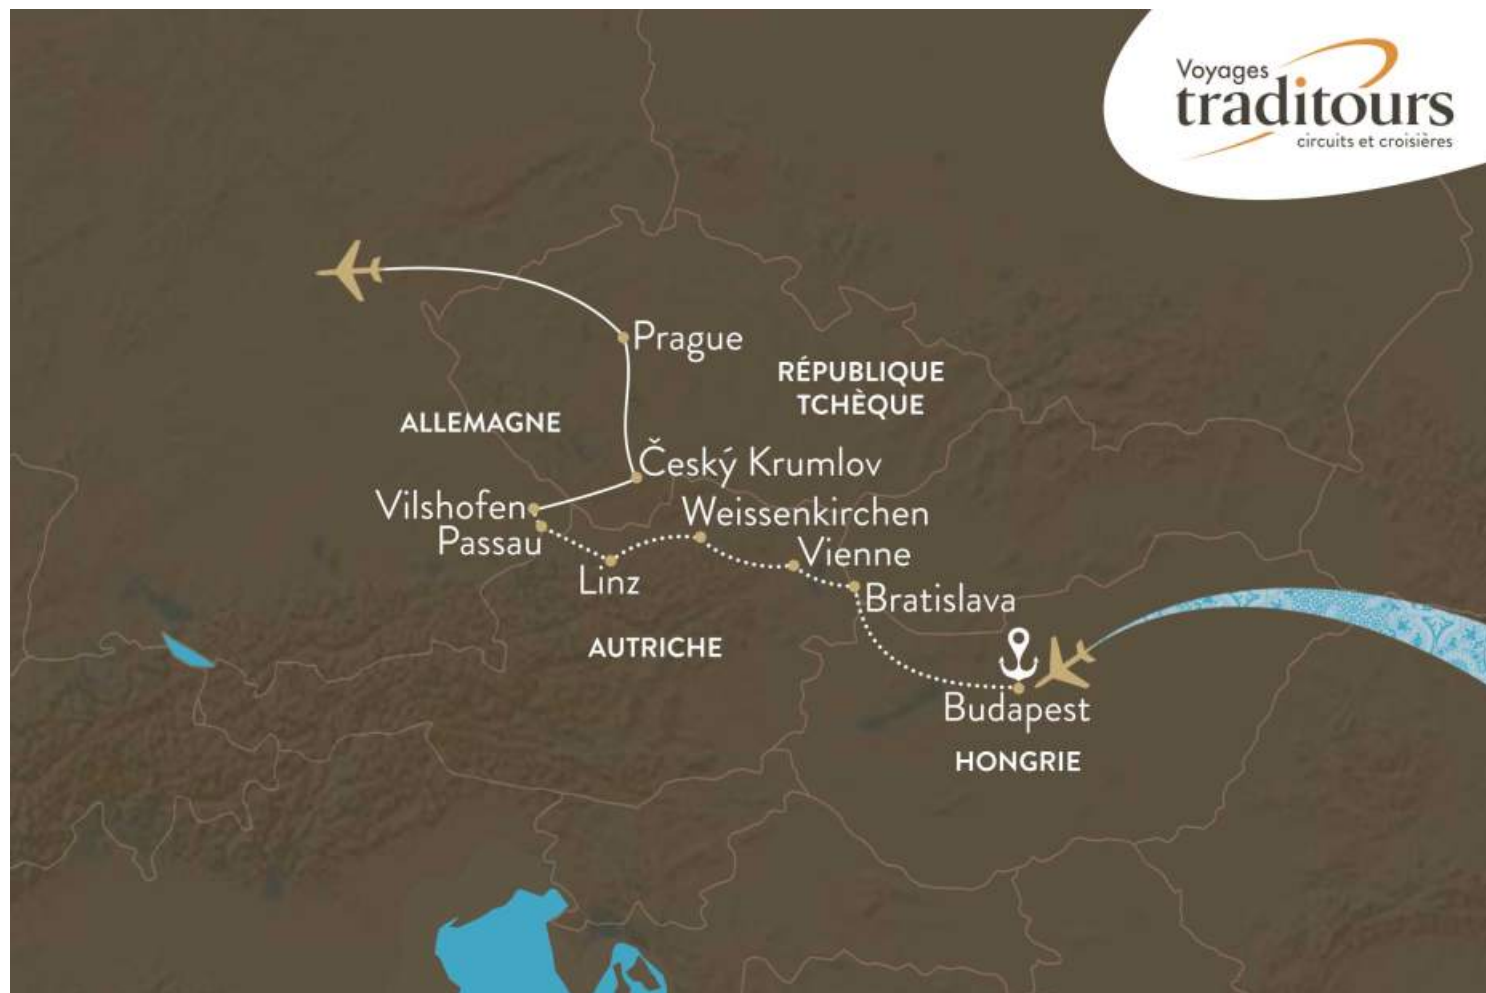 Voyages
traditours
circuits et croisières
Prague
RÉPUBLIQUE
TCHÈQUE
ALLEMAGNE
Český Krumlov
Vilshofen
Weissenkirchen
Passau
Vienne
Linz
Bratislava
AUTRICHE
Budapest
HONGRIE